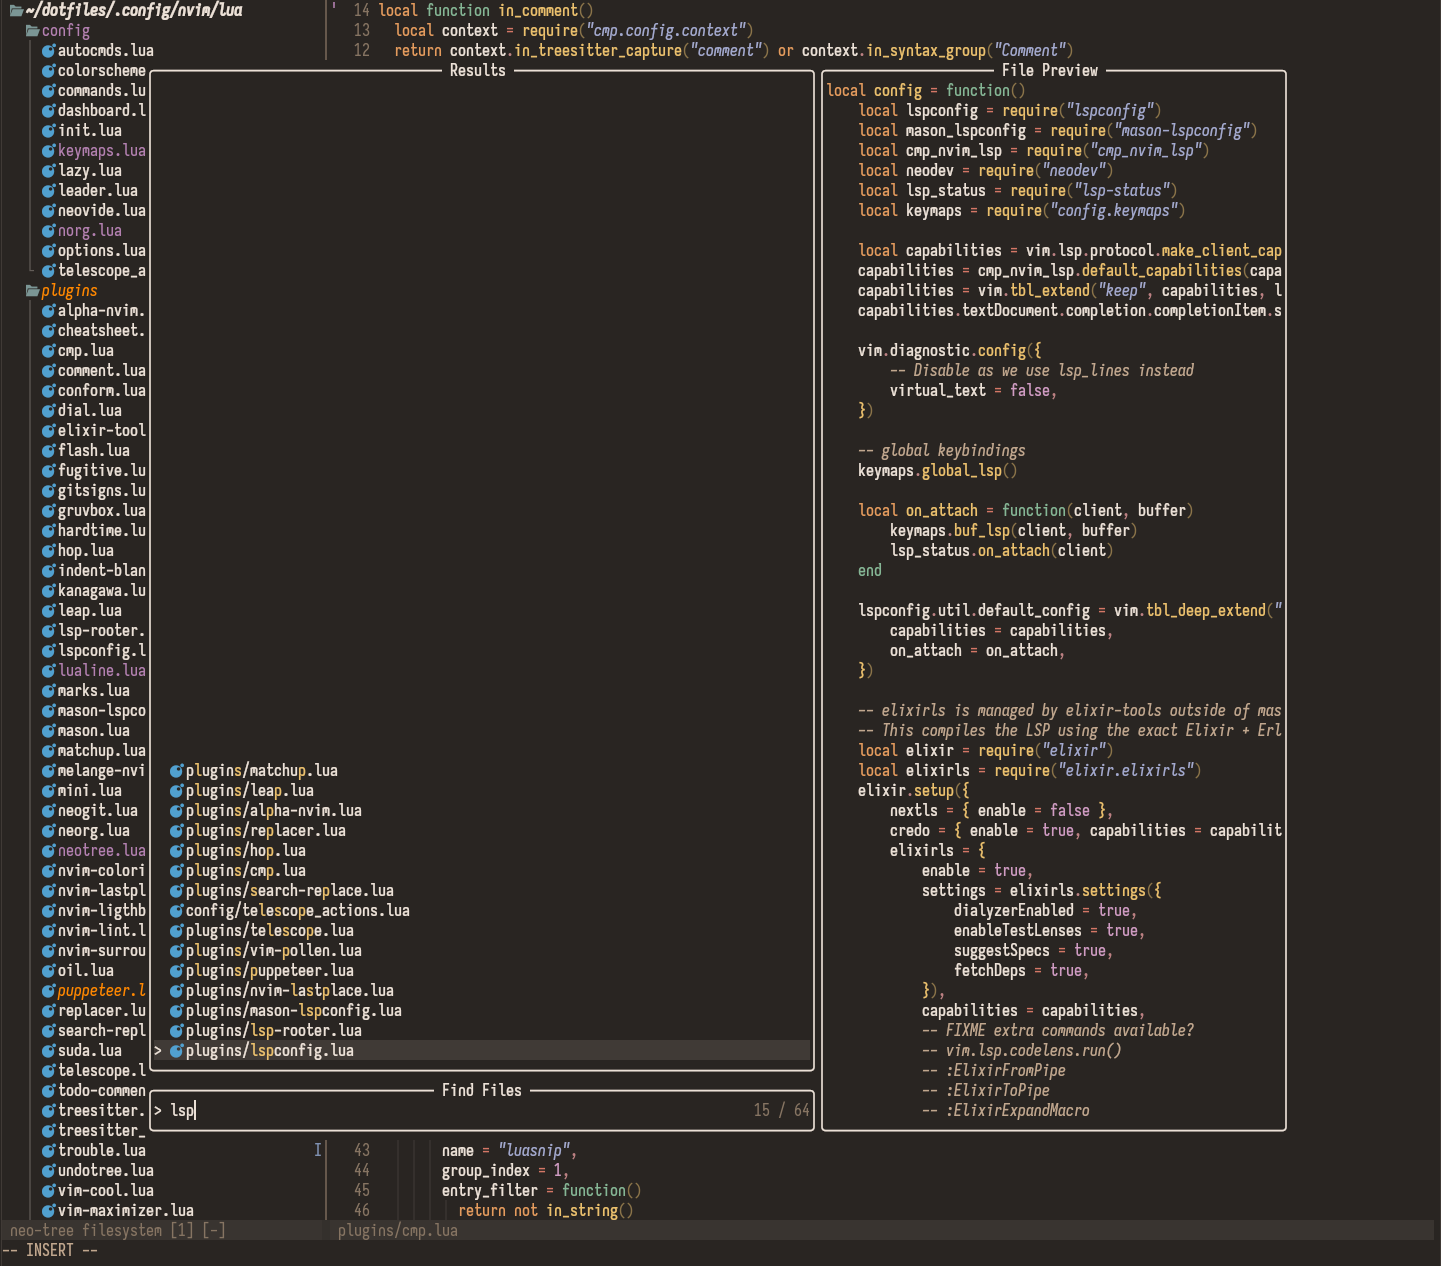 ~/dotfiles/.config/nvim/lua
config
autocmds.lua
colorscheme
commands.lu
dashboard.l
init.lua
keymaps.lua
lazy.lua
leader.lua
neovide.lua
norg.lua
options.lua
telescope_a
plugins
alpha-nvim.
cheatsheet.
cmp.lua
comment.lua
conform.lua
dial.lua
elixir-tool
flash.lua
fugitive.lu
gitsigns.lu
gruvbox.lua
hardtime.lu
hop.lua
indent-blan
kanagawa.lu
leap.lua
lsp-rooter.
lspconfig.l
lualine.lua
marks.lua
mason-lspco
mason.lua
matchup.lua
melange-nvi
mini.lua
neogit.lua
neorg.lua
neotree.lua
nvim-colori
nvim-lastpl
nvim-ligthb
nvim-lint.l
nvim-surrou
oil.lua
puppeteer.l
replacer.lu
search-repl
suda.lua
telescope.l
todo-commen
treesitter.
treesitter_
trouble.lua
undotree.lua
vim-cool.lua
vim-maximizer.lua
' 14 local function in_comment()
13 local context = require("cmp.config.context")
12 return context.in_treesitter_capture("comment") or context.in_syntax_group("Comment")
Results
plugins/matchup.lua
plugins/leap.lua
plugins/alpha-nvim.lua
plugins/replacer.lua
plugins/hop.lua
plugins/cmp.lua
plugins/search-replace.lua
config/telescope_actions.lua
plugins/telescope.lua
plugins/vim-pollen.lua
plugins/puppeteer.lua
plugins/nvim-lastplace.lua
plugins/mason-lspconfig.lua
plugins/lsp-rooter.lua
> plugins/lspconfig.lua
Find Files
> lsp 15 / 64
File Preview
local config = function()
local lspconfig = require("lspconfig")
local mason_lspconfig = require("mason-lspconfig")
local cmp_nvim_lsp = require("cmp_nvim_lsp")
local neodev = require("neodev")
local lsp_status = require("lsp-status")
local keymaps = require("config.keymaps")
local capabilities = vim.lsp.protocol.make_client_cap
capabilities = cmp_nvim_lsp.default_capabilities(capa
capabilities = vim.tbl_extend("keep", capabilities, l
capabilities.textDocument.completion.completionItem.s
vim.diagnostic.config({
-- Disable as we use lsp_lines instead
virtual_text = false,
})
-- global keybindings
keymaps.global_lsp()
local on_attach = function(client, buffer)
keymaps.buf_lsp(client, buffer)
lsp_status.on_attach(client)
end
lspconfig.util.default_config = vim.tbl_deep_extend("
capabilities = capabilities,
on_attach = on_attach,
})
-- elixirls is managed by elixir-tools outside of mas
-- This compiles the LSP using the exact Elixir + Erl
local elixir = require("elixir")
local elixirls = require("elixir.elixirls")
elixir.setup({
nextls = { enable = false },
credo = { enable = true, capabilities = capabilit
elixirls = {
enable = true,
settings = elixirls.settings({
dialyzerEnabled = true,
enableTestLenses = true,
suggestSpecs = true,
fetchDeps = true,
}),
capabilities = capabilities,
-- FIXME extra commands available?
-- vim.lsp.codelens.run()
-- :ElixirFromPipe
-- :ElixirToPipe
-- :ElixirExpandMacro
I 43 name = "luasnip",
44 group_index = 1,
45 entry_filter = function()
46 return not in_string()
neo-tree filesystem [1] [-] plugins/cmp.lua
-- INSERT --